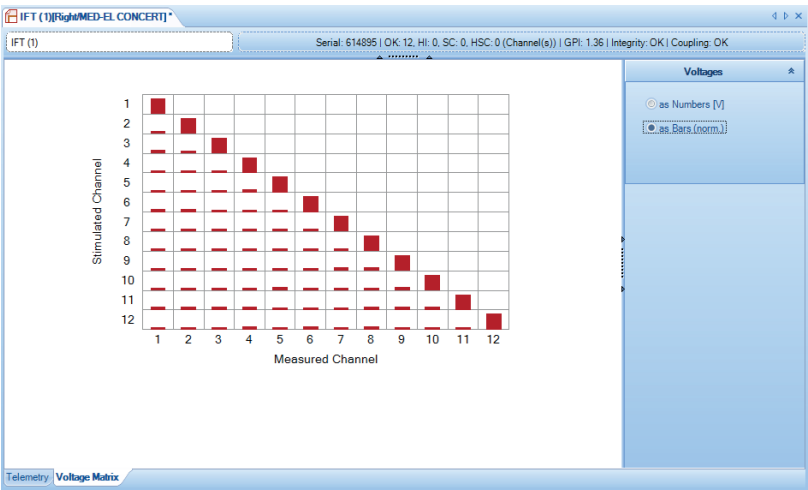 IFT (1)[Right/MED-EL CONCERT] *
IFT (1)
Serial: 614895 | OK: 12, HI: 0, SC: 0, HSC: 0 (Channel(s)) | GPI: 1.36 | Integrity: OK | Coupling: OK
Voltages
as Numbers [V]
as Bars (norm.)
Stimulated Channel
1
2
3
4
5
6
7
8
9
10
11
12
1 2 3 4 5 6 7 8 9 10 11 12
Measured Channel
Telemetry Voltage Matrix